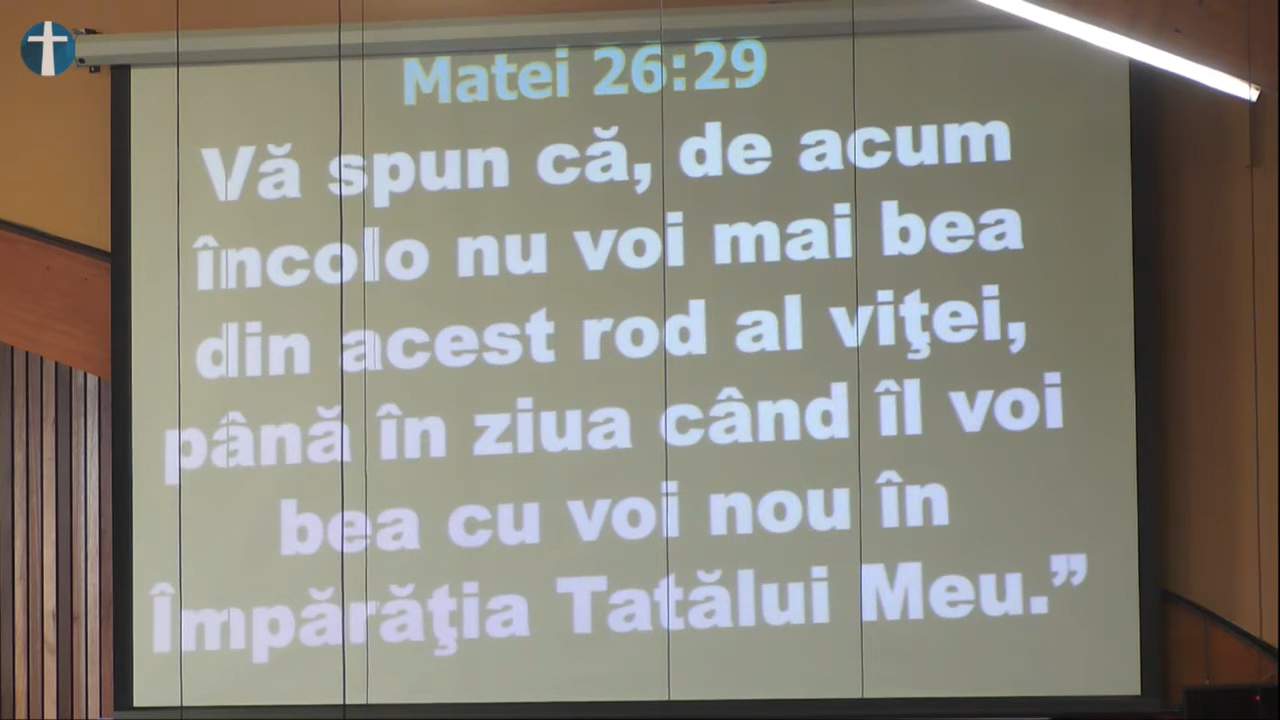 Matei 26:29
Vă spun că, de acum
încolo nu voi mai bea
din acest rod al viţei,
până în ziua când îl voi
bea cu voi nou în
Împărăţia Tatălui Meu.”